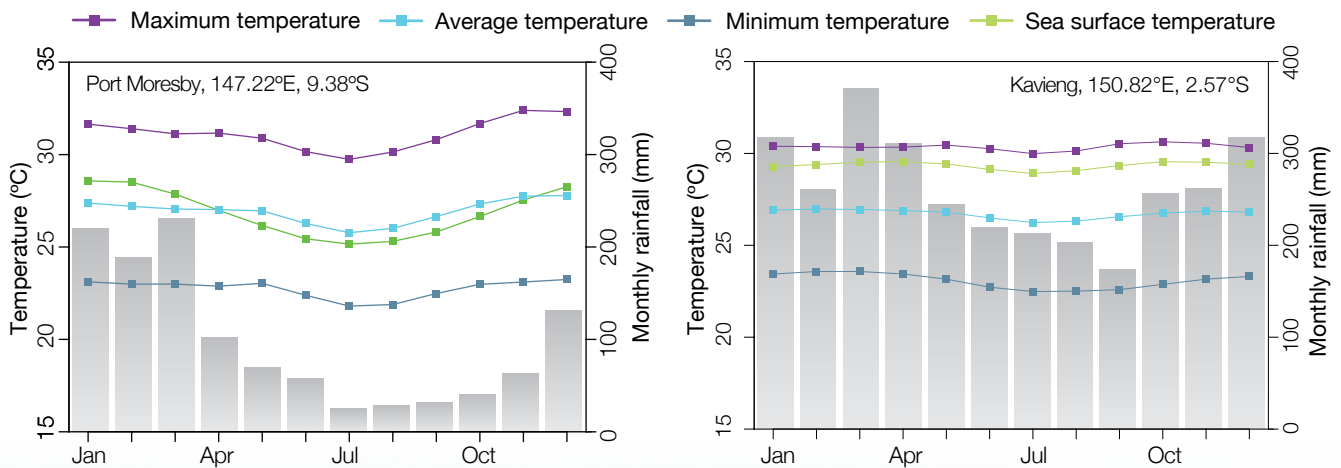 Maximum temperature Average temperature Minimum temperature Sea surface temperature
Port Moresby, 147.22ºE, 9.38ºS
Temperature (ºC)
35
30
25
20
15
Monthly rainfall (mm)
400
300
200
100
0
Jan Apr Jul Oct
Kavieng, 150.82°E, 2.57°S
Temperature (ºC)
35
30
25
20
15
Monthly rainfall (mm)
400
300
200
100
0
Jan Apr Jul Oct